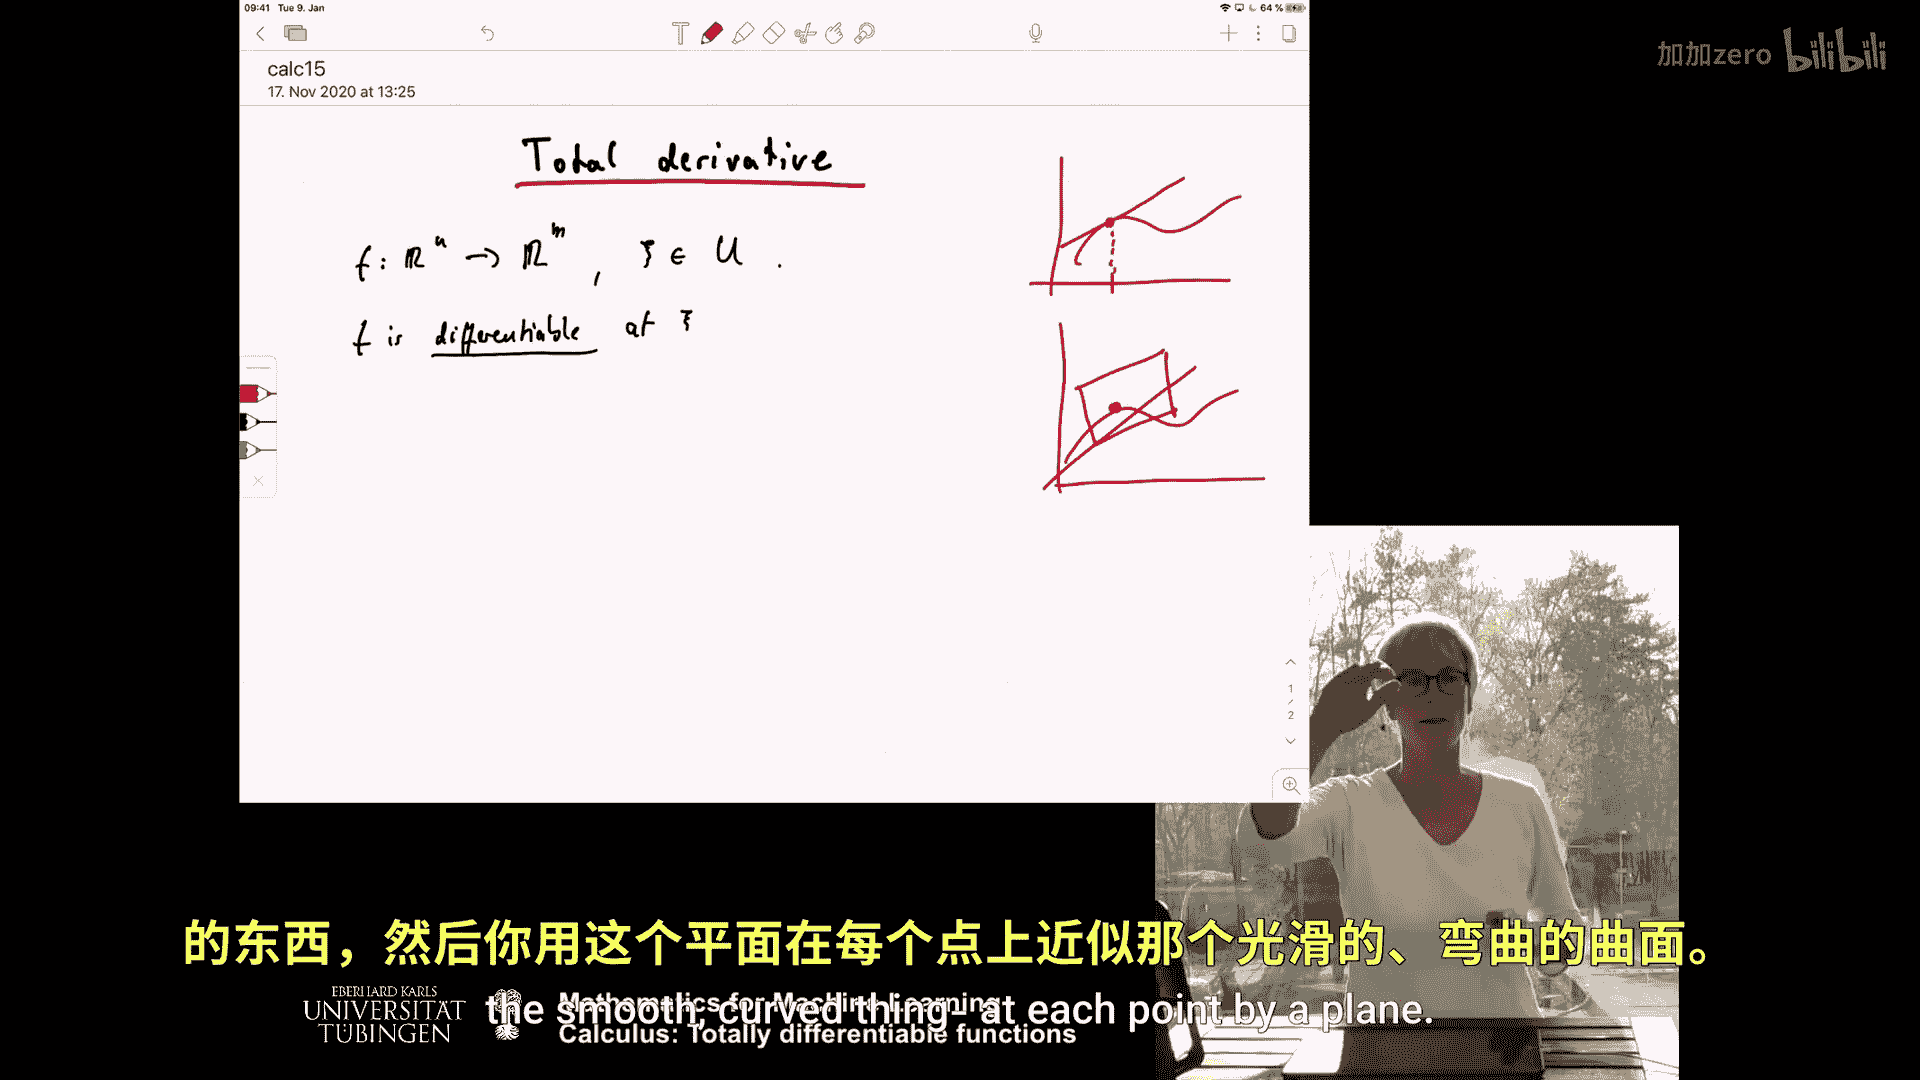 09:41 Tue 9. Jan
64 %
加加zero bilibili
calc15
17. Nov 2020 at 13:25
Total derivative
f: ℝⁿ → ℝᵐ, ξ ∈ U.
f is differentiable at ξ
1
/
2
的东西，然后你用这个平面在每个点上近似那个光滑的、弯曲的曲面。
the smooth, curved thing- at each point by a plane.
EBERHARD KARLS
UNIVERSITÄT
TÜBINGEN
Mathematics for Machine Learning
Calculus: Totally differentiable functions